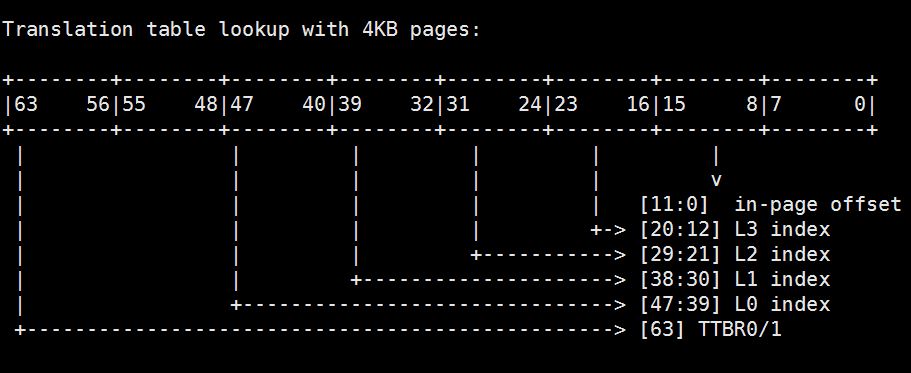 Translation table lookup with 4KB pages:
+--------+--------+--------+--------+--------+--------+--------+--------+
|63    56|55    48|47    40|39    32|31    24|23    16|15     8|7      0|
+--------+--------+--------+--------+--------+--------+--------+--------+
 |                 |         |         |         |         |
 |                 |         |         |         |         v
 |                 |         |         |         |   [11:0]  in-page offset
 |                 |         |         |         +-> [20:12] L3 index
 |                 |         |         +-----------> [29:21] L2 index
 |                 |         +---------------------> [38:30] L1 index
 |                 +-------------------------------> [47:39] L0 index
 +-------------------------------------------------> [63] TTBR0/1